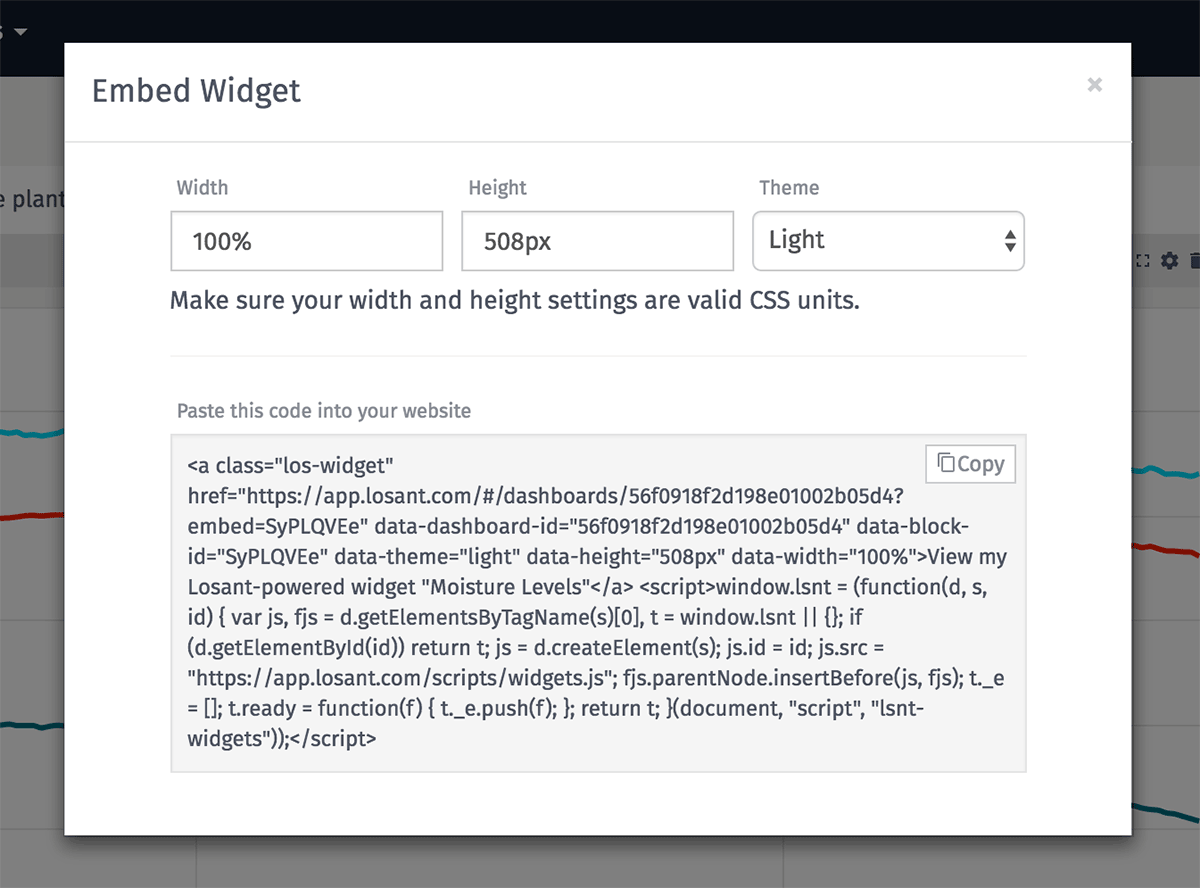 Embed Widget
×
Width
Height
Theme
100%
508px
Light
Make sure your width and height settings are valid CSS units.
e plant
Paste this code into your website
Copy
<a class="los-widget"
href="https://app.losant.com/#/dashboards/56f0918f2d198e01002b05d4?
embed=SyPLQVEe" data-dashboard-id="56f0918f2d198e01002b05d4" data-block-
id="SyPLQVEe" data-theme="light" data-height="508px" data-width="100%">View my
Losant-powered widget "Moisture Levels"</a> <script>window.lsnt = (function(d, s,
id) { var js, fjs = d.getElementsByTagName(s)[0], t = window.lsnt || {}; if
(d.getElementById(id)) return t; js = d.createElement(s); js.id = id; js.src =
"https://app.losant.com/scripts/widgets.js"; fjs.parentNode.insertBefore(js, fjs); t._e
= []; t.ready = function(f) { t._e.push(f); }; return t; }(document, "script", "lsnt-
widgets"));</script>